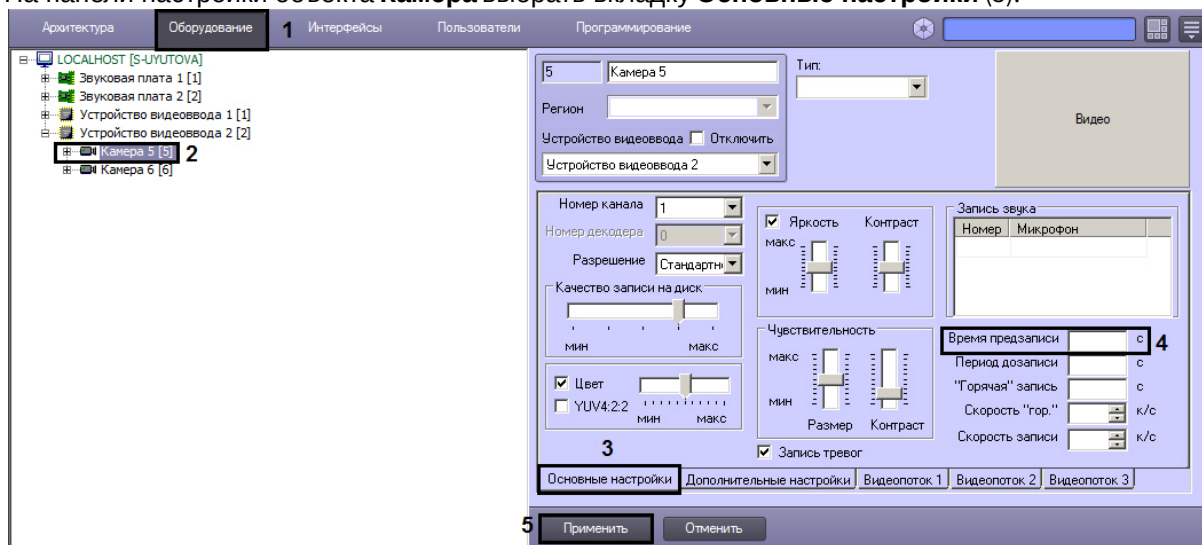 На панели настройки объекта Камера выбрать вкладку Основные настройки (3).
Архитектура Оборудование 1 Интерфейсы Пользователи Программирование
LOCALHOST [S-UYUTOVA]
Звуковая плата 1 [1]
Звуковая плата 2 [2]
Устройство видеоввода 1 [1]
Устройство видеоввода 2 [2]
Камера 5 [5] 2
Камера 6 [6]
5 Камера 5
Тип:
Регион
Устройство видеоввода Отключить
Устройство видеоввода 2
Видео
Номер канала 1
Номер декодера 0
Разрешение Стандартн
Качество записи на диск
мин макс
Цвет
YUV4:2:2
мин макс
3
Яркость Контраст
макс
мин
Чувствительность
макс
мин
Размер Контраст
Запись тревог
Запись звука
Номер Микрофон
Время предзаписи с 4
Период дозаписи с
"Горячая" запись с
Скорость "гор." к/с
Скорость записи к/с
Основные настройки Дополнительные настройки Видеопоток 1 Видеопоток 2 Видеопоток 3
5 Применить Отменить